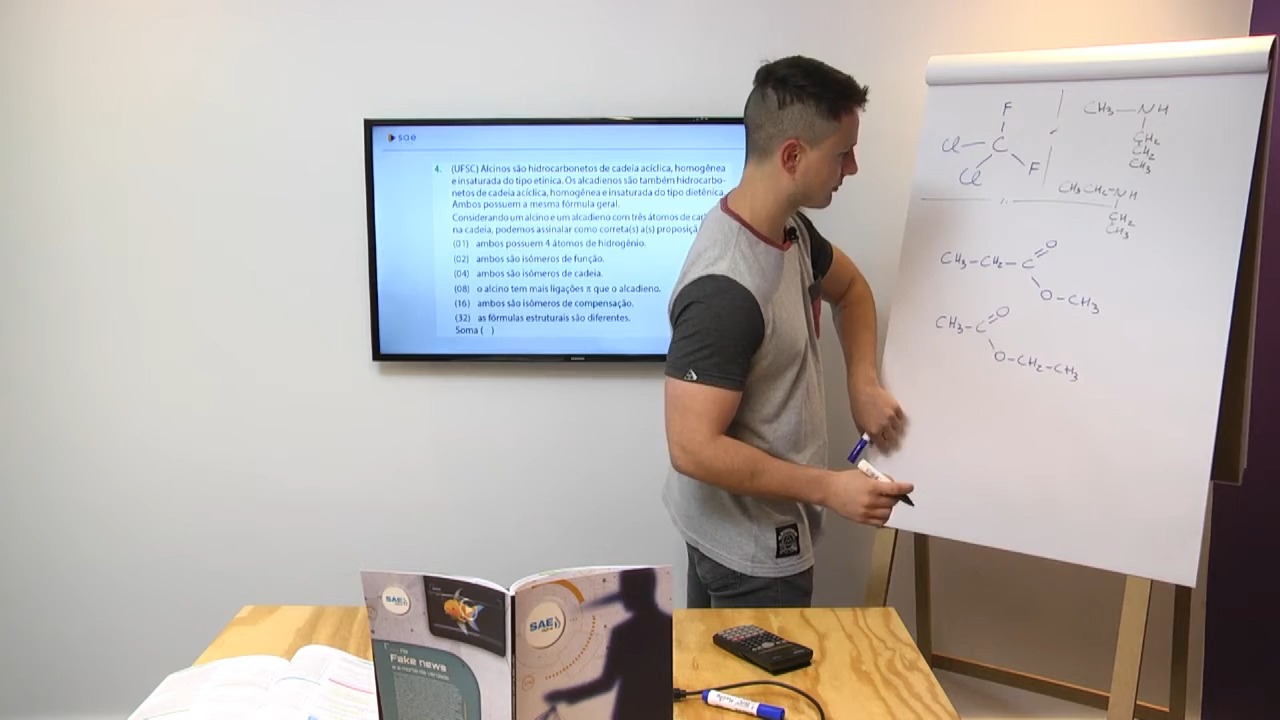 sae
4. (UFSC) Alcinos são hidrocarbonetos de cadeia acíclica, homogênea
e insaturada do tipo etínica. Os alcadienos são também hidrocarbo-
netos de cadeia acíclica, homogênea e insaturada do tipo dietênica.
Ambos possuem a mesma fórmula geral.
Considerando um alcino e um alcadieno com três átomos de
na cadeia, podemos assinalar como correta(s) a(s)
(01) ambos possuem 4 átomos de hidrogênio.
(02) ambos são isômeros de função.
(04) ambos são isômeros de cadeia.
(08) o alcino tem mais ligações π que o alcadieno.
(16) ambos são isômeros de compensação.
(32) as fórmulas estruturais são diferentes.
Soma ( )
F
Cl—C
F
Cl
CH3—NH
CH2
CH2
CH3
CH3 CH2—NH
CH2
CH3
CH3—CH2—C=O
O—CH3
CH3—C=O
O—CH2—CH3
SAE
Fake news
e a morte da verdade
SAE